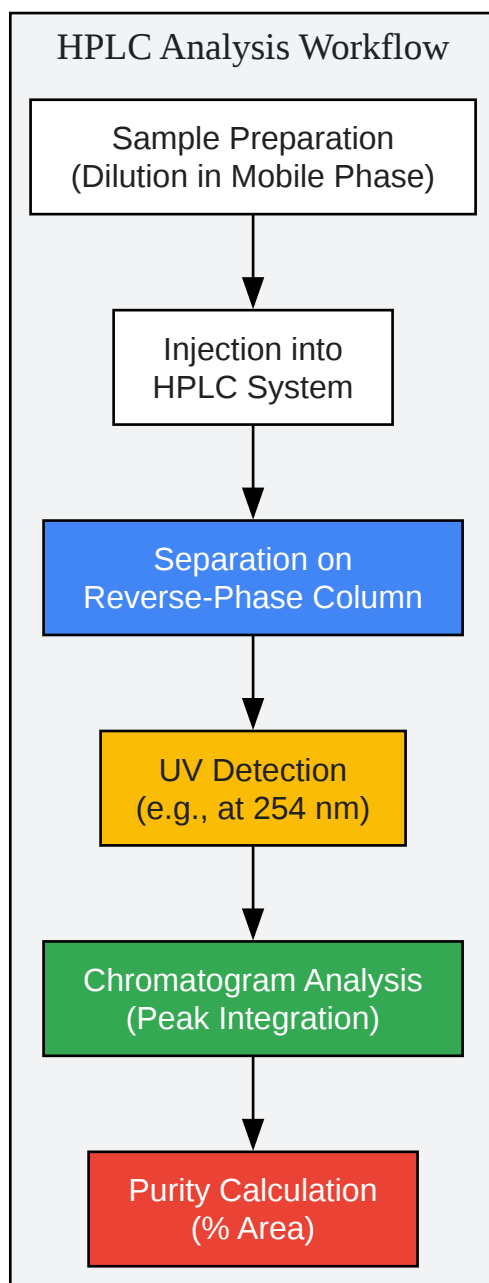 HPLC Analysis Workflow
Sample Preparation
(Dilution in Mobile Phase)
Injection into
HPLC System
Separation on
Reverse-Phase Column
UV Detection
(e.g., at 254 nm)
Chromatogram Analysis
(Peak Integration)
Purity Calculation
(% Area)